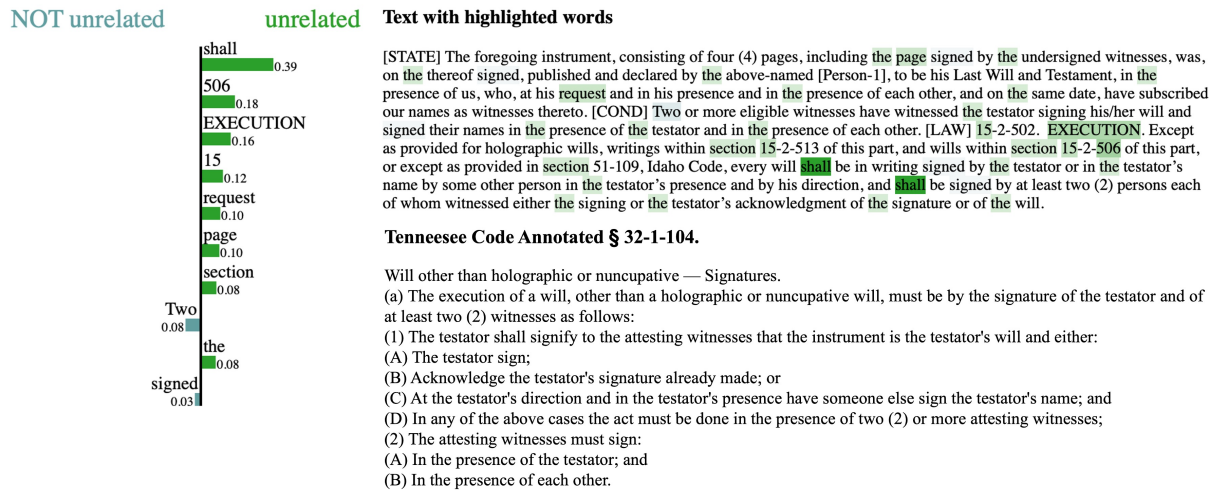 NOT unrelated
unrelated
shall
0.39
506
0.18
EXECUTION
0.16
15
0.12
request
0.10
page
0.10
section
0.08
Two
0.08
the
0.08
signed
0.03
Text with highlighted words
[STATE] The foregoing instrument, consisting of four (4) pages, including the page signed by the undersigned witnesses, was,
on the thereof signed, published and declared by the above-named [Person-1], to be his Last Will and Testament, in the
presence of us, who, at his request and in his presence and in the presence of each other, and on the same date, have subscribed
our names as witnesses thereto. [COND] Two or more eligible witnesses have witnessed the testator signing his/her will and
signed their names in the presence of the testator and in the presence of each other. [LAW] 15-2-502. EXECUTION. Except
as provided for holographic wills, writings within section 15-2-513 of this part, and wills within section 15-2-506 of this part,
or except as provided in section 51-109, Idaho Code, every will shall be in writing signed by the testator or in the testator's
name by some other person in the testator's presence and by his direction, and shall be signed by at least two (2) persons each
of whom witnessed either the signing or the testator's acknowledgment of the signature or of the will.
Tenneesee Code Annotated § 32-1-104.
Will other than holographic or nuncupative — Signatures.
(a) The execution of a will, other than a holographic or nuncupative will, must be by the signature of the testator and of
at least two (2) witnesses as follows:
(1) The testator shall signify to the attesting witnesses that the instrument is the testator's will and either:
(A) The testator sign;
(B) Acknowledge the testator's signature already made; or
(C) At the testator's direction and in the testator's presence have someone else sign the testator's name; and
(D) In any of the above cases the act must be done in the presence of two (2) or more attesting witnesses;
(2) The attesting witnesses must sign:
(A) In the presence of the testator; and
(B) In the presence of each other.